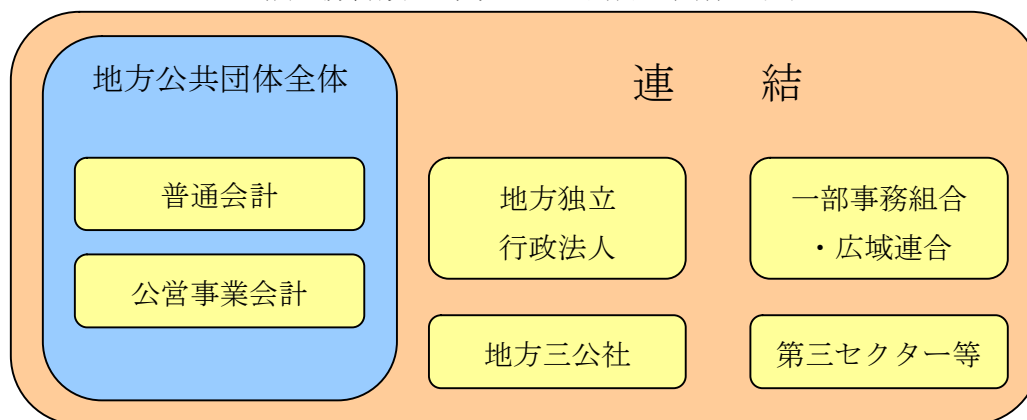 地方公共団体全体
連結
普通会計
公営事業会計
地方独立
行政法人
一部事務組合
・広域連合
地方三公社
第三セクター等